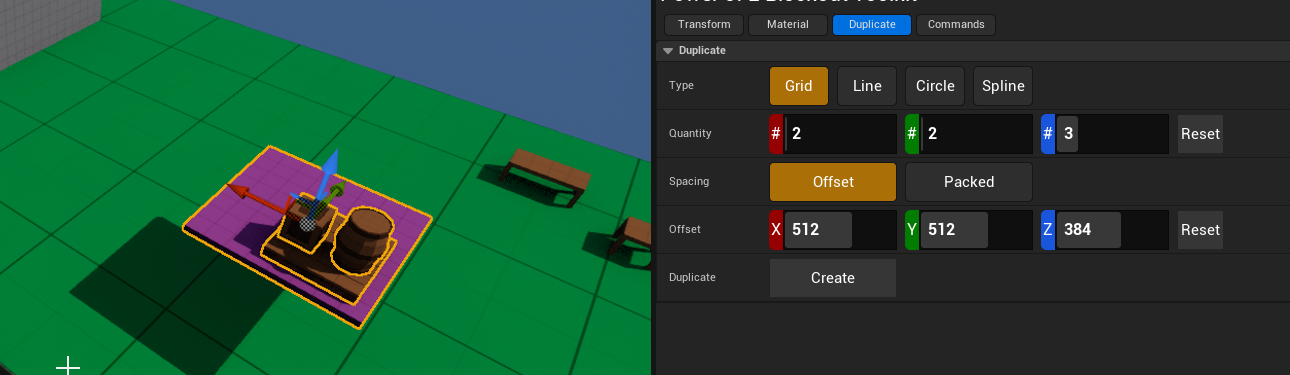 Transform Material Duplicate Commands
Duplicate
Type Grid Line Circle Spline
Quantity # 2 # 2 # 3 Reset
Spacing Offset Packed
Offset X 512 Y 512 Z 384 Reset
Duplicate Create